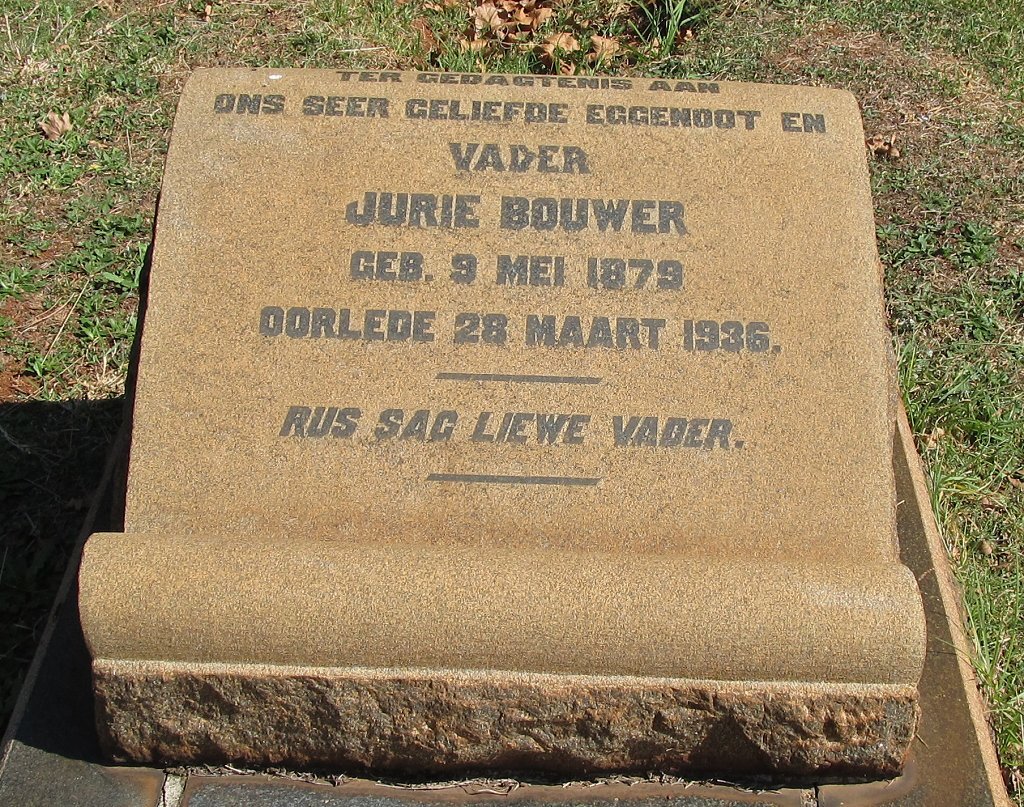 TER GEDAGTENIS AAN
ONS SEER GELIEFDE EGGENOOT EN
VADER
JURIE BOUWER
GEB. 9 MEI 1879
OORLEDE 28 MAART 1936.
RUS SAG LIEWE VADER.